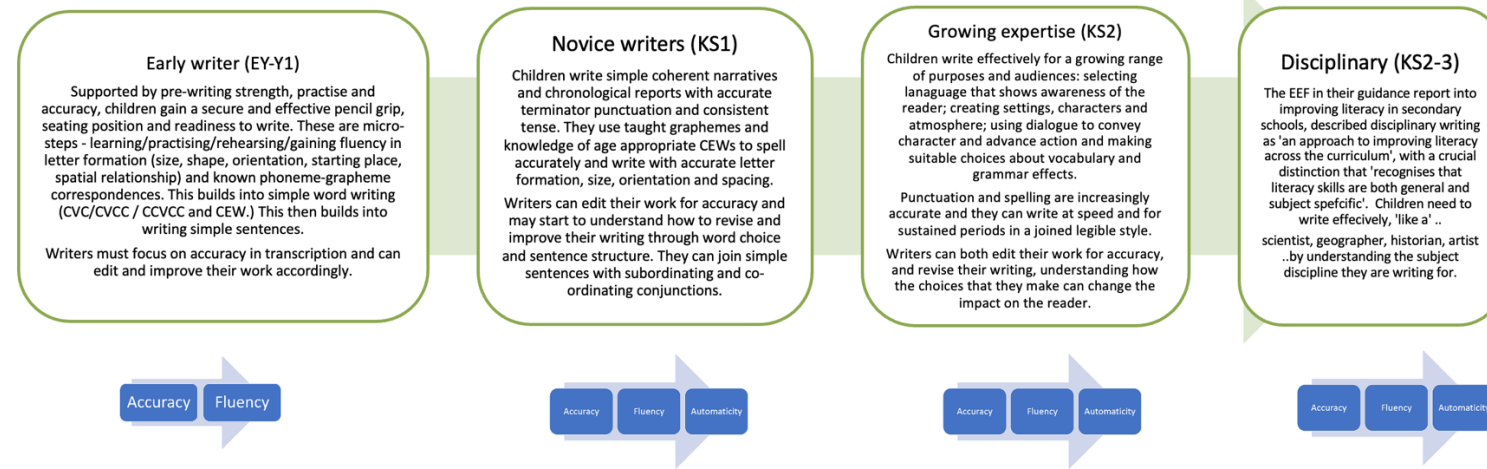 Early writer (EY-Y1)
Supported by pre-writing strength, practise and
accuracy, children gain a secure and effective pencil grip,
seating position and readiness to write. These are micro-
steps - learning/practising/rehearsing/gaining fluency in
letter formation (size, shape, orientation, starting place,
spatial relationship) and known phoneme-grapheme
correspondences. This builds into simple word writing
(CVC/CVCC / CCVCC and CEW.) This then builds into
writing simple sentences.
Writers must focus on accuracy in transcription and can
edit and improve their work accordingly.
Novice writers (KS1)
Children write simple coherent narratives
and chronological reports with accurate
terminator punctuation and consistent
tense. They use taught graphemes and
knowledge of age appropriate CEWs to spell
accurately and write with accurate letter
formation, size, orientation and spacing.
Writers can edit their work for accuracy and
may start to understand how to revise and
improve their writing through word choice
and sentence structure. They can join simple
sentences with subordinating and co-
ordinating conjunctions.
Growing expertise (KS2)
Children write effectively for a growing range
of purposes and audiences: selecting
lanaguage that shows awareness of the
reader; creating settings, characters and
atmosphere; using dialogue to convey
character and advance action and making
suitable choices about vocabulary and
grammar effects.
Punctuation and spelling are increasingly
accurate and they can write at speed and for
sustained periods in a joined legible style.
Writers can both edit their work for accuracy,
and revise their writing, understanding how
the choices that they make can change the
impact on the reader.
Disciplinary (KS2-3)
The EEF in their guidance report into
improving literacy in secondary
schools, described disciplinary writing
as 'an approach to improving literacy
across the curriculum', with a crucial
distinction that 'recognises that
literacy skills are both general and
subject spefcific'. Children need to
write effecively, 'like a' ..
scientist, geographer, historian, artist
..by understanding the subject
discipline they are writing for.
Accuracy Fluency
Accuracy Fluency Automaticity
Accuracy Fluency Automaticity
Accuracy Fluency Automaticity